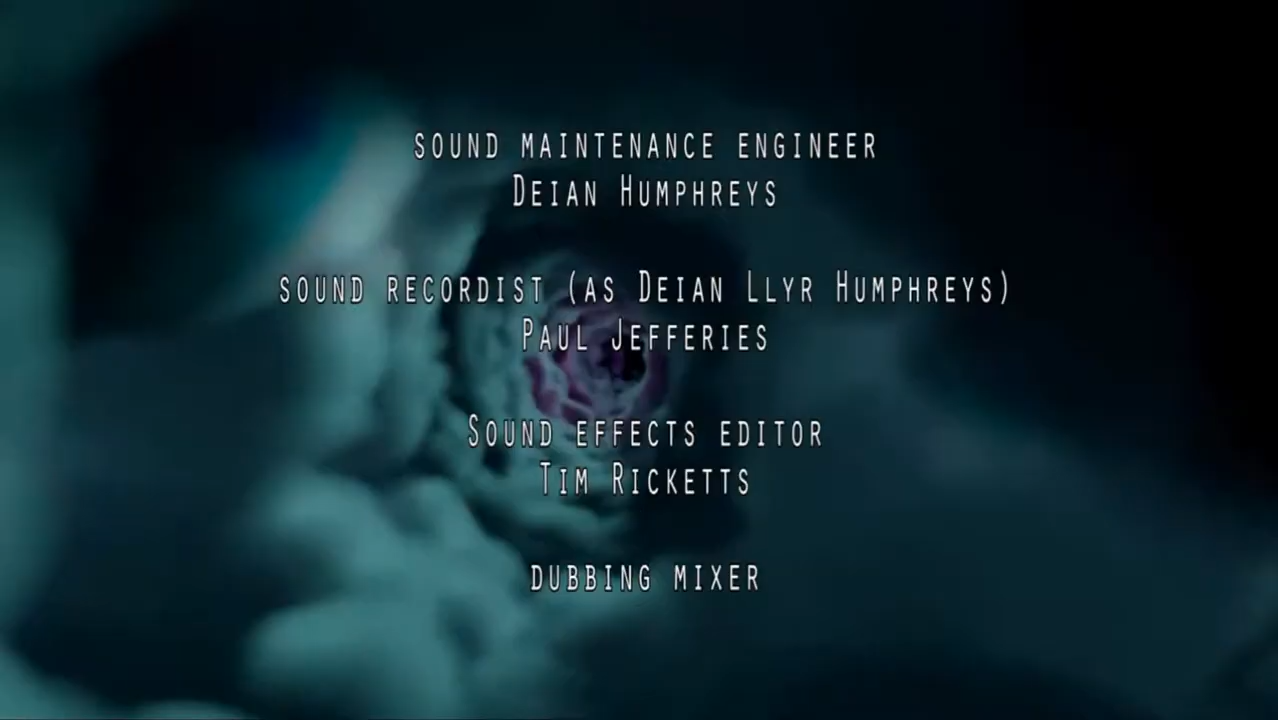 SOUND MAINTENANCE ENGINEER
DEIAN HUMPHREYS
SOUND RECORDIST (AS DEIAN LLYR HUMPHREYS)
PAUL JEFFERIES
SOUND EFFECTS EDITOR
TIM RICKETTS
DUBBING MIXER